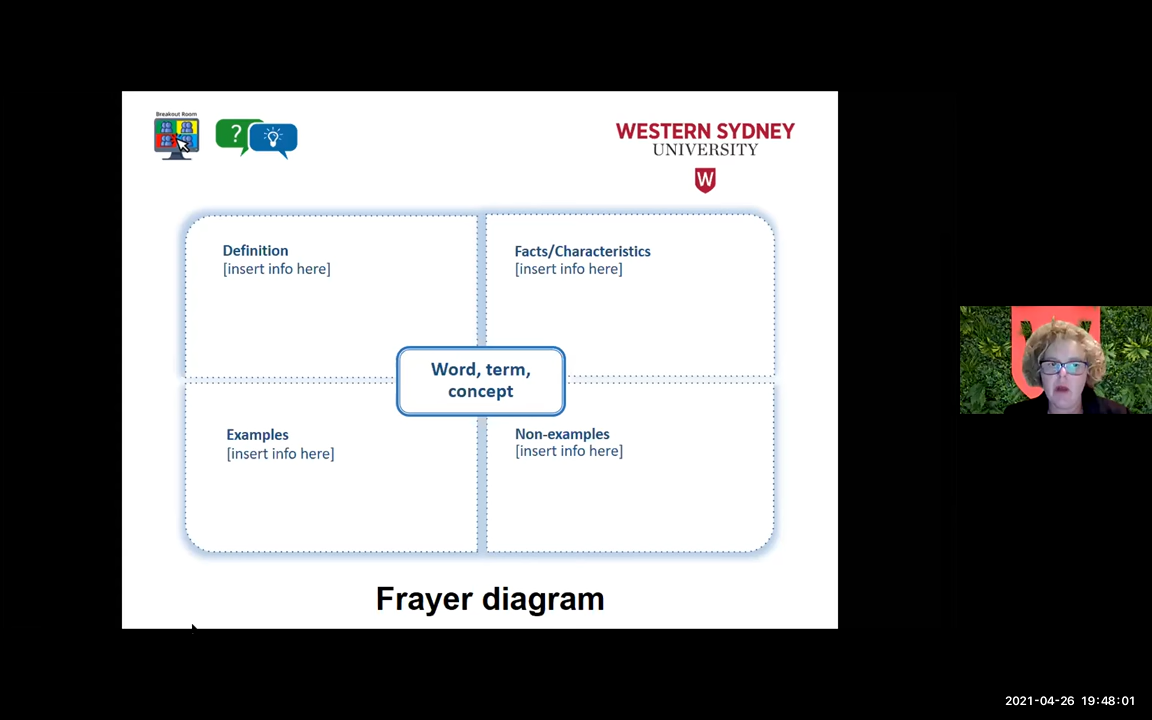 Breakout Room
?
WESTERN SYDNEY
UNIVERSITY
W
Definition
[insert info here]
Facts/Characteristics
[insert info here]
Word, term,
concept
Examples
[insert info here]
Non-examples
[insert info here]
Frayer diagram
2021-04-26 19:48:01